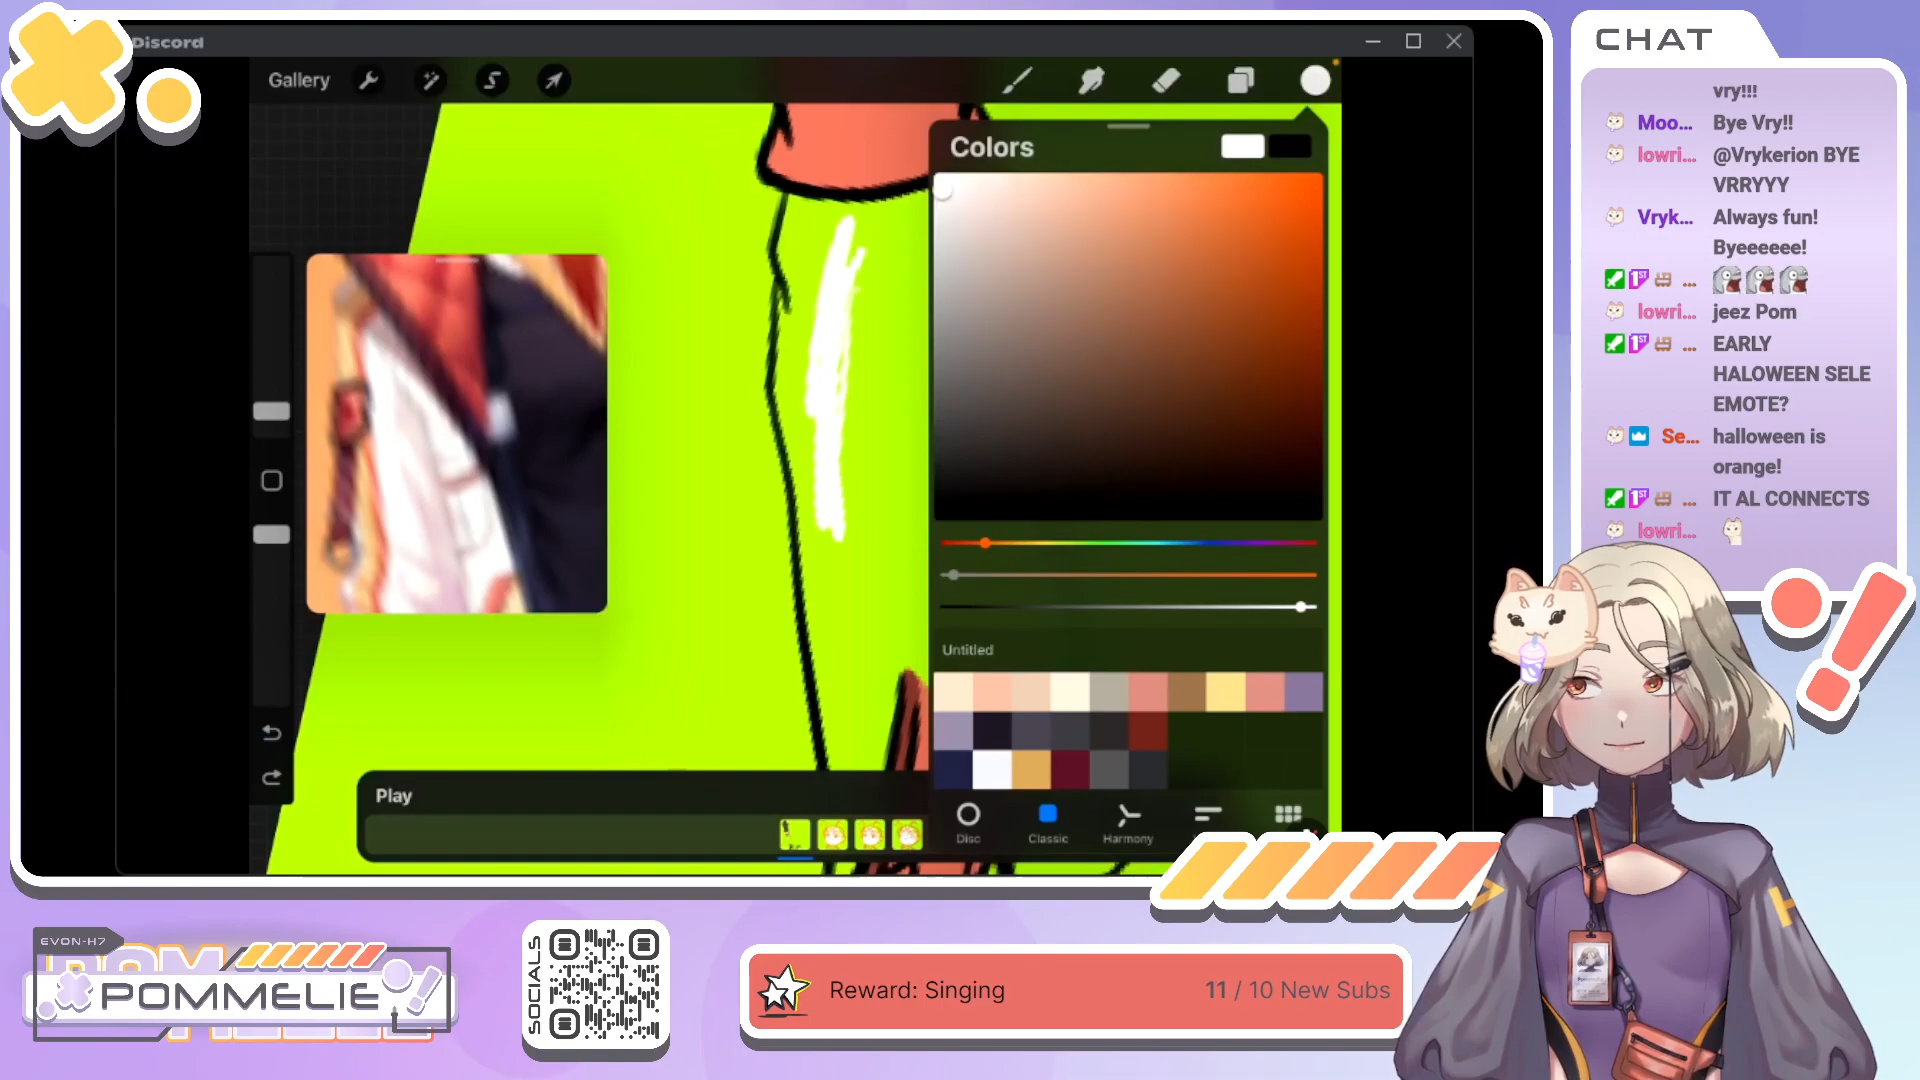 Discord
Gallery
Colors
Untitled
Disc
Classic
Harmony
Play
CHAT
vry!!!
Moo... Bye Vry!!
lowri... @Vrykerion BYE
VRRYYY
Vryk... Always fun!
Byeeeeee!
...
lowri... jeez Pom
... EARLY
HALOWEEN SELE
EMOTE?
Se... halloween is
orange!
... IT AL CONNECTS
lowri...
EVON-H7
POMMELIE
SOCIALS
Reward: Singing
11 / 10 New Subs